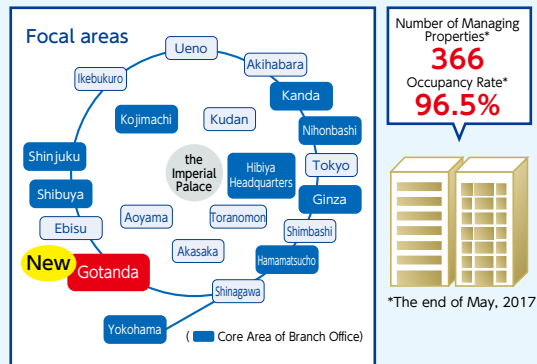 Focal areas
Ueno
Akihabara
Ikebukuro
Kanda
Kojimachi
Kudan
Nihonbashi
Shinjuku
the
Imperial
Palace
Hibiya
Headquarters
Tokyo
Shibuya
Ginza
Ebisu
Aoyama
Toranomon
Shimbashi
Akasaka
Hamamatsucho
New
Gotanda
Shinagawa
Yokohama
( Core Area of Branch Office)
Number of Managing
Properties*
366
Occupancy Rate*
96.5%
*The end of May, 2017